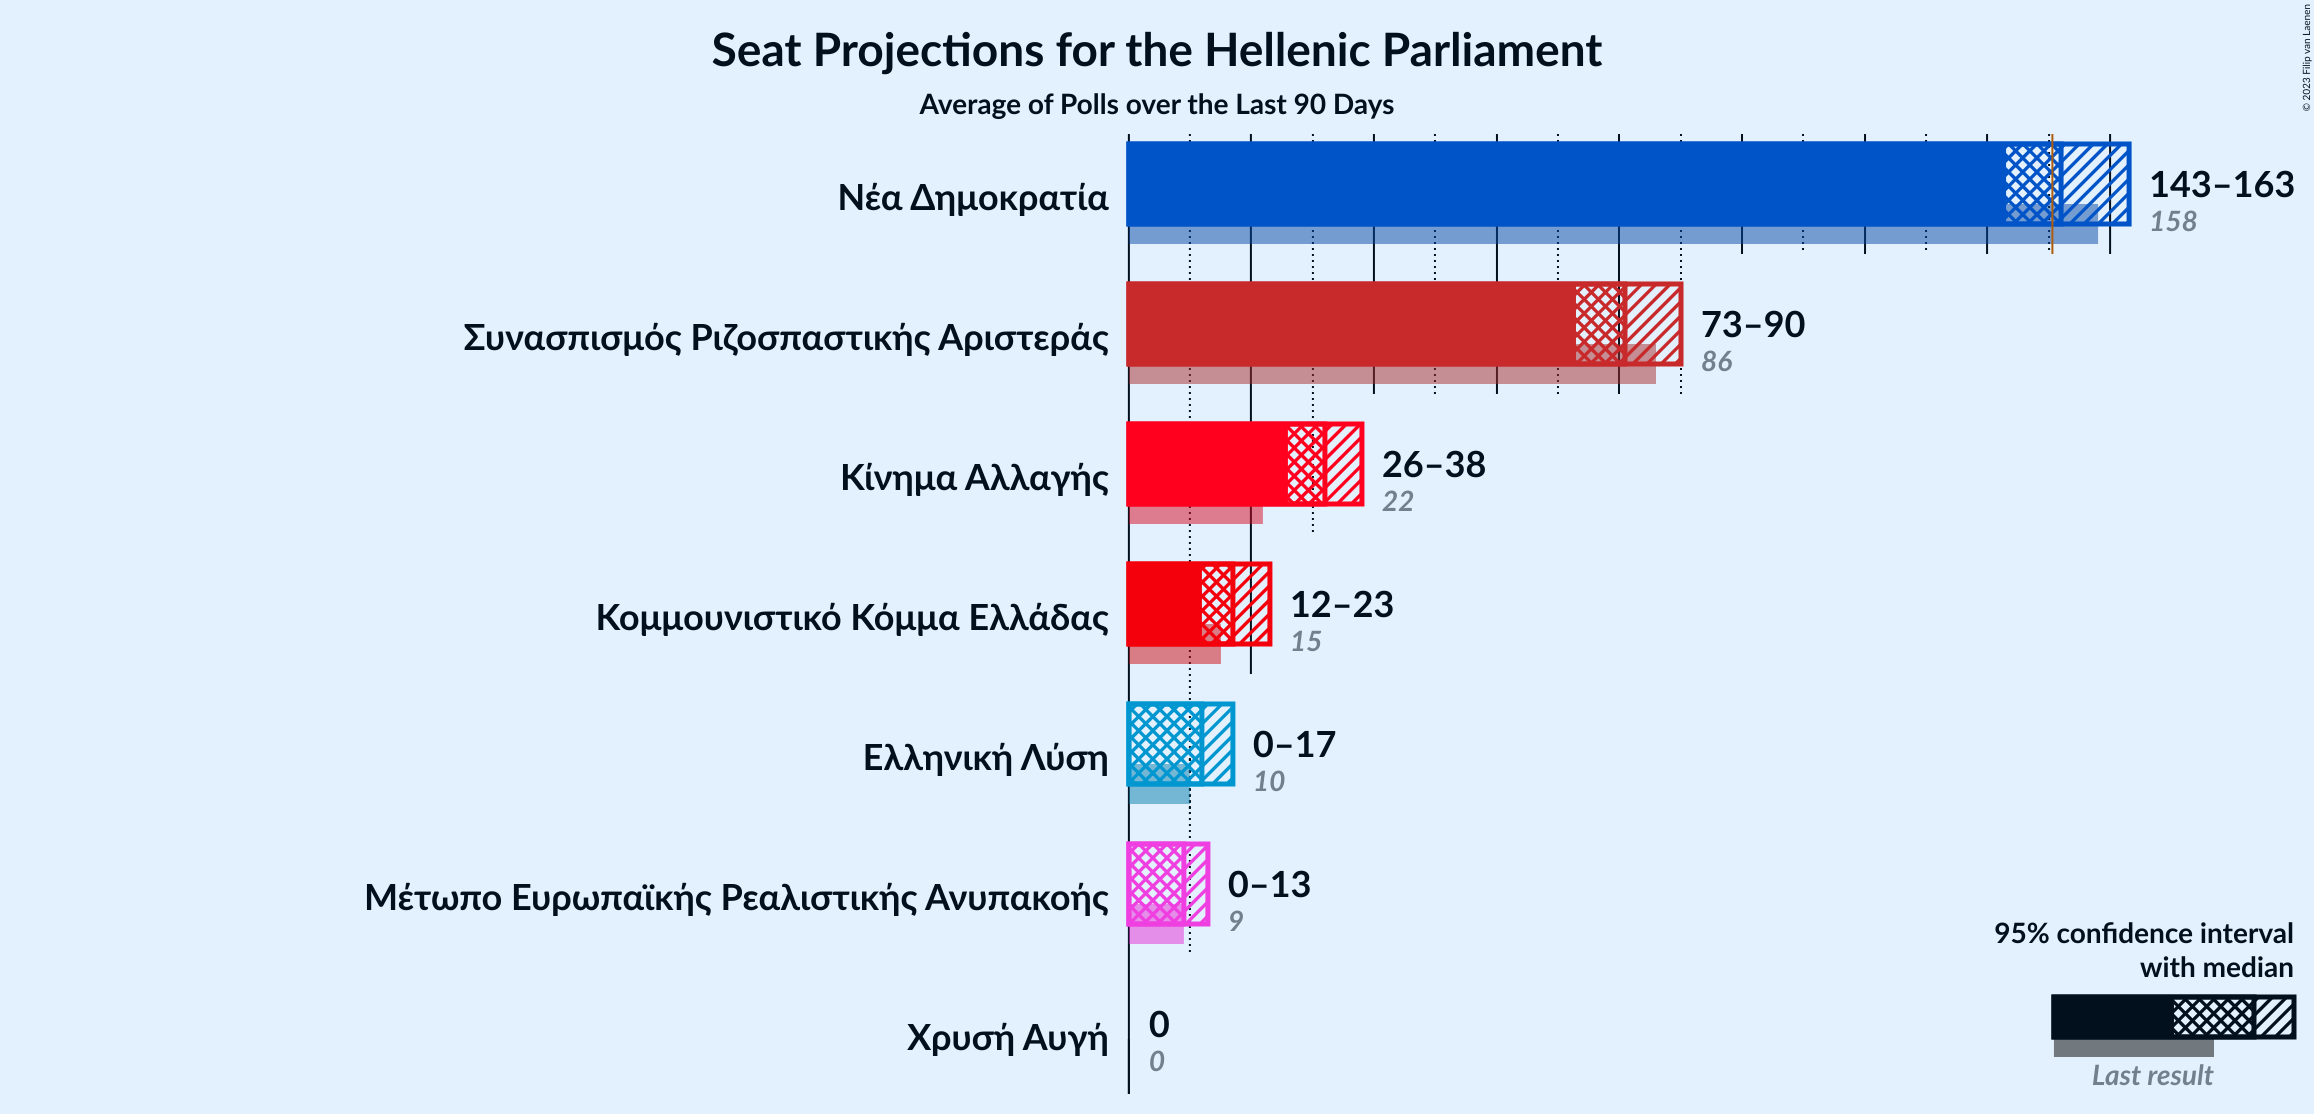 Seat Projections for the Hellenic Parliament
Average of Polls over the Last 90 Days
© 2023 Filip van Laenen
Νέα Δημοκρατία
143–163
158
Συνασπισμός Ριζοσπαστικής Αριστεράς
73–90
86
Κίνημα Αλλαγής
26–38
22
Κομμουνιστικό Κόμμα Ελλάδας
12–23
15
Ελληνική Λύση
0–17
10
Μέτωπο Ευρωπαϊκής Ρεαλιστικής Ανυπακοής
0–13
9
Χρυσή Αυγή
0
0
95% confidence interval
with median
Last result